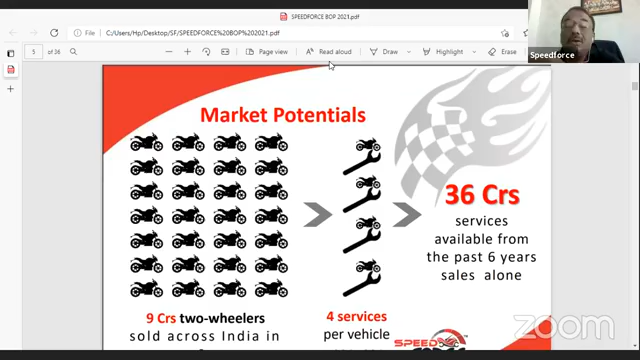 SPEEDFORCE BOP 2021.pdf
File
C:/Users/Hp/Desktop/SF/SPEEDFORCE%20BOP%202021.pdf
5 of 36
Page view
Read aloud
Draw
Highlight
Erase
Speedforce
Market Potentials
36 Crs
services
available from
the past 6 years
sales alone
9 Crs two-wheelers
sold across India in
4 services
per vehicle
SPEED
zoom